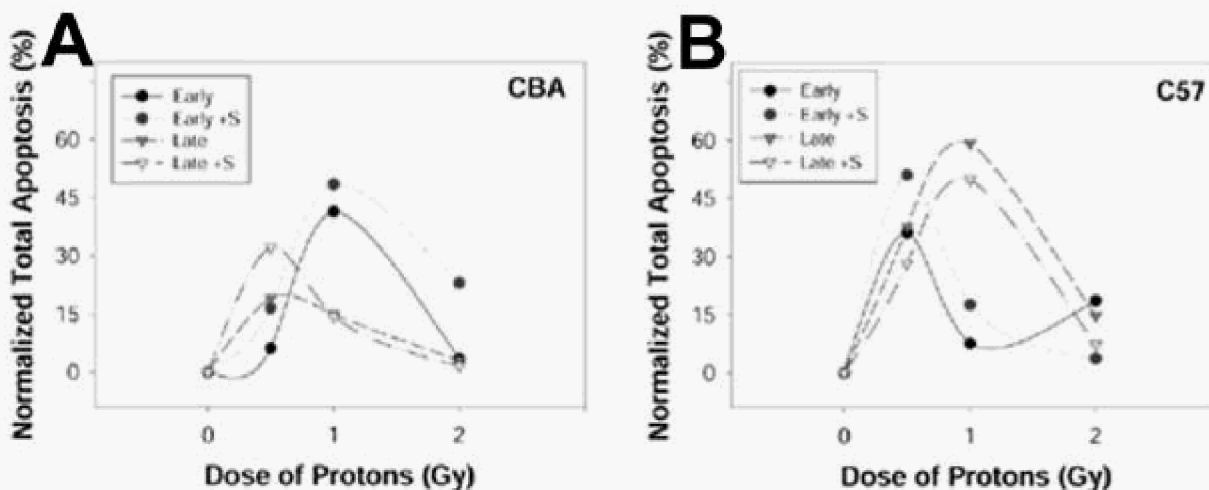 A
Normalized Total Apoptosis (%)
CBA
Early
Early +S
Late
Late +S
60
45
30
15
0
0 1 2
Dose of Protons (Gy)
B
Normalized Total Apoptosis (%)
C57
Early
Early +S
Late
Late +S
60
45
30
15
0
0 1 2
Dose of Protons (Gy)